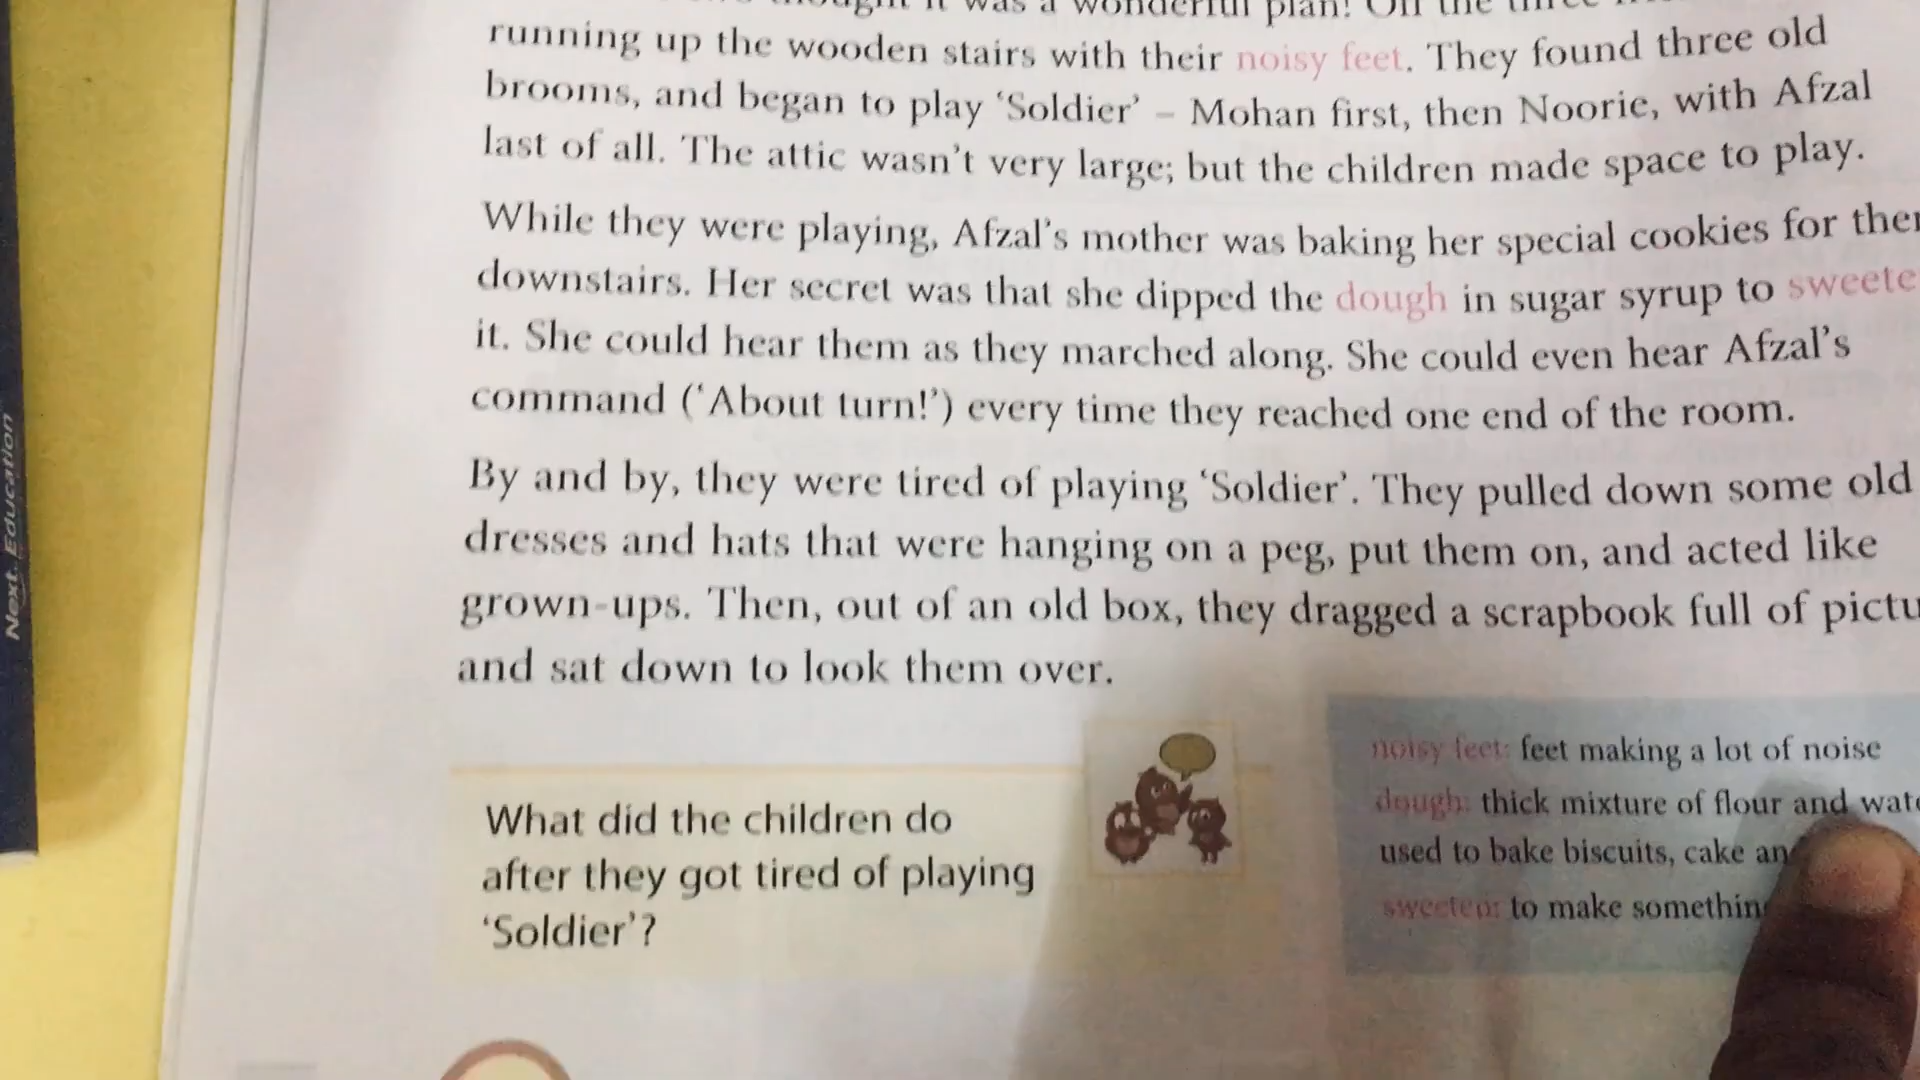 thought it was a wonderful plan! Off the three
running up the wooden stairs with their noisy feet. They found three old
brooms, and began to play ‘Soldier’ – Mohan first, then Noorie, with Afzal
last of all. The attic wasn’t very large; but the children made space to play.
While they were playing, Afzal’s mother was baking her special cookies for
downstairs. Her secret was that she dipped the dough in sugar syrup to
it. She could hear them as they marched along. She could even hear Afzal’s
command (‘About turn!’) every time they reached one end of the room.
By and by, they were tired of playing ‘Soldier’. They pulled down some old
dresses and hats that were hanging on a peg, put them on, and acted like
grown-ups. Then, out of an old box, they dragged a scrapbook full of
and sat down to look them over.
What did the children do
after they got tired of playing
‘Soldier’?
noisy feet: feet making a lot of noise
dough: thick mixture of flour and
used to bake biscuits, cake
sweeten: to make
Next Education